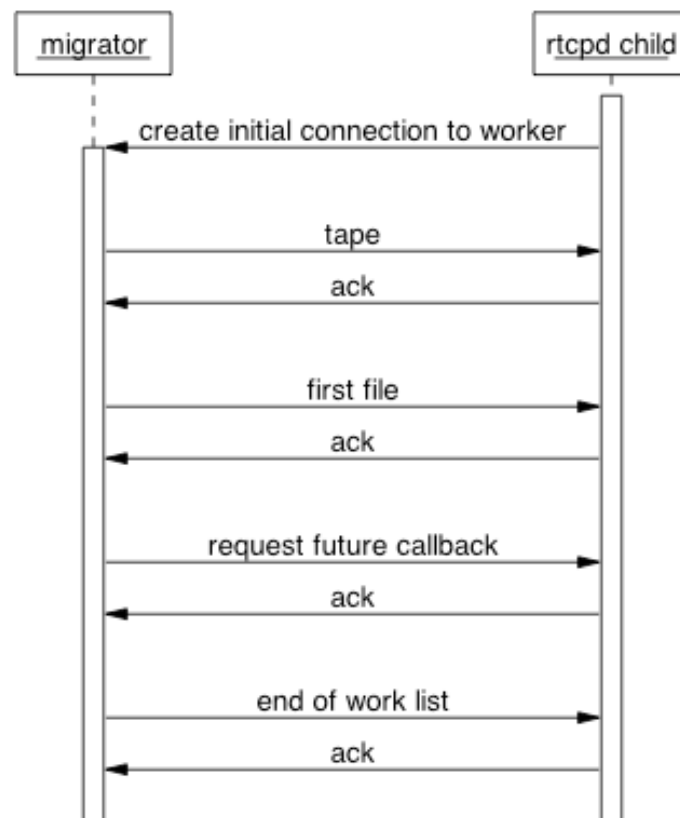 migrator
rtcpd child
create initial connection to worker
tape
ack
first file
ack
request future callback
ack
end of work list
ack